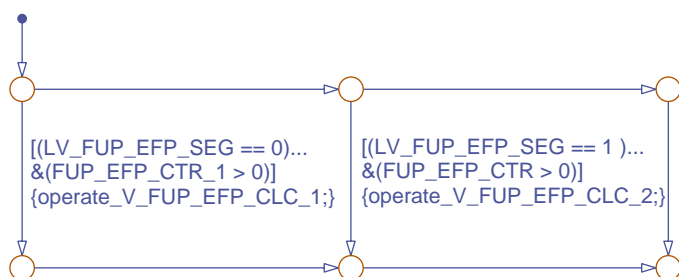 [(LV_FUP_EFP_SEG == 0)...
&(FUP_EFP_CTR_1 > 0)]
{operate_V_FUP_EFP_CLC_1;}
[(LV_FUP_EFP_SEG == 1 )...
&(FUP_EFP_CTR > 0)]
{operate_V_FUP_EFP_CLC_2;}